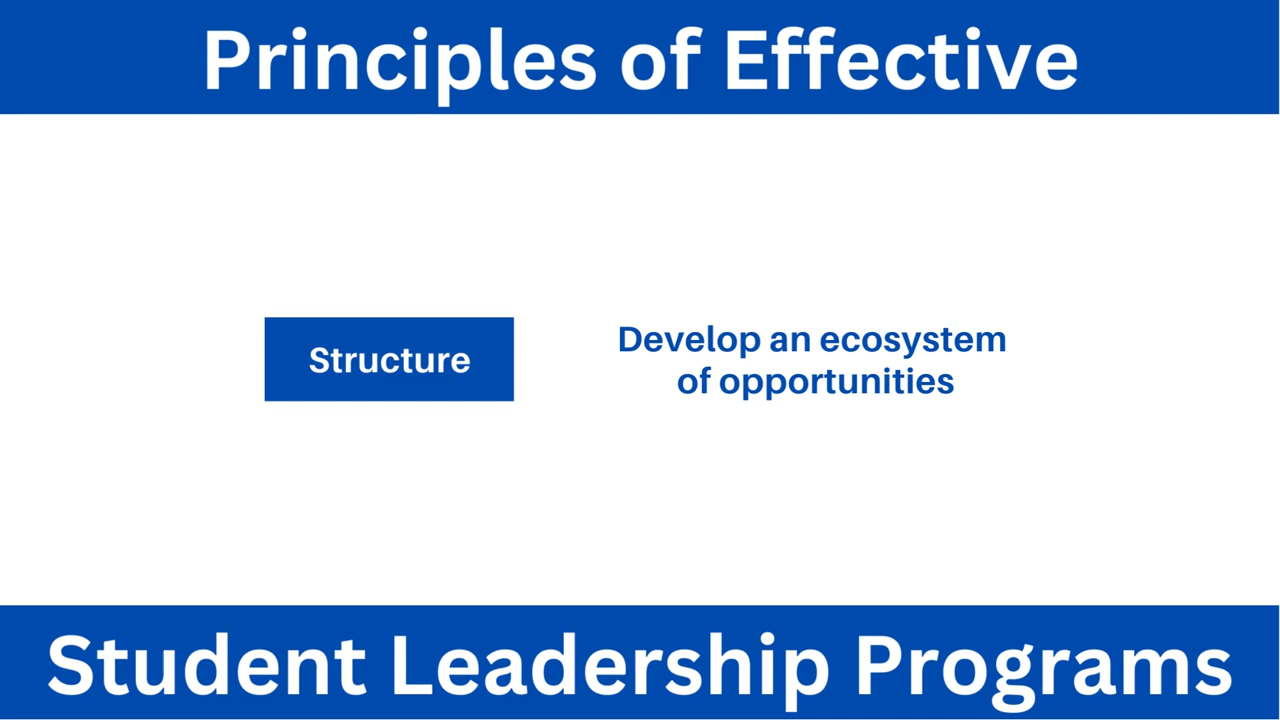 Principles of Effective
Structure
Develop an ecosystem
of opportunities
Student Leadership Programs